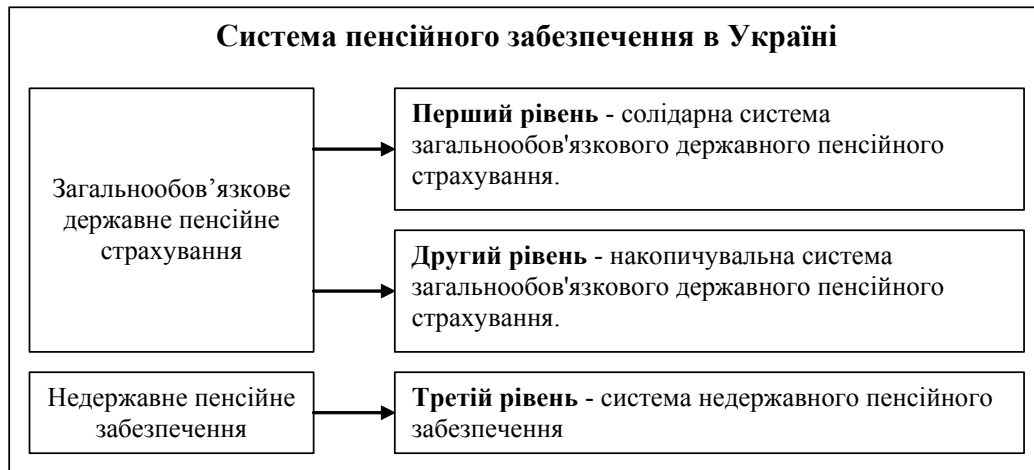 Система пенсійного забезпечення в Україні
Загальнообов’язкове
державне пенсійне
страхування
Перший рівень - солідарна система
загальнообов'язкового державного пенсійного
страхування.
Другий рівень - накопичувальна система
загальнообов'язкового державного пенсійного
страхування.
Недержавне пенсійне
забезпечення
Третій рівень - система недержавного пенсійного
забезпечення